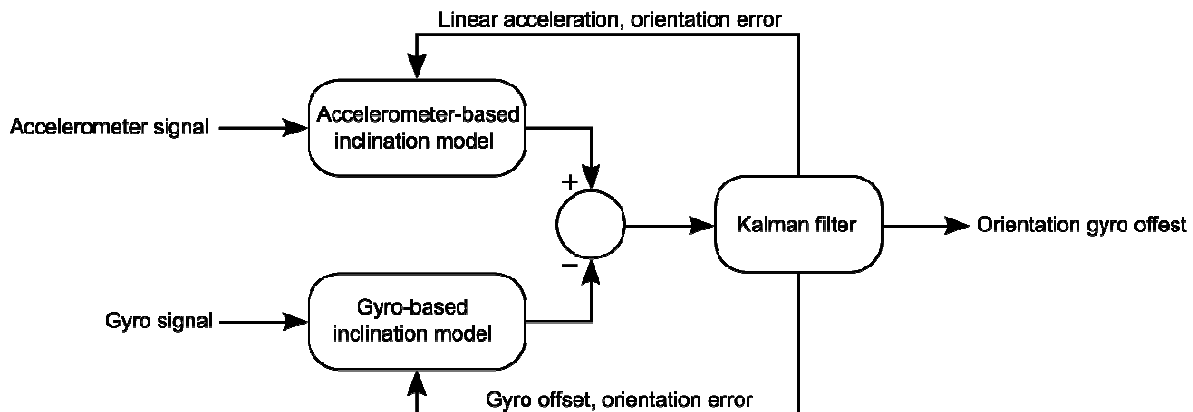 Linear acceleration, orientation error
Accelerometer signal
Accelerometer-based
inclination model
+
Kalman filter
Orientation gyro offest
−
Gyro signal
Gyro-based
inclination model
Gyro offset, orientation error